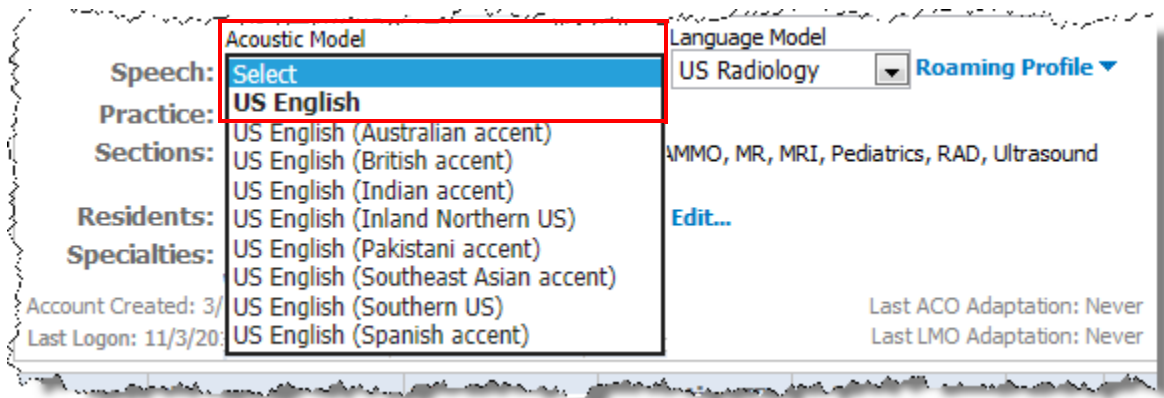 Acoustic Model Language Model
Speech: Select US Radiology Roaming Profile
US English
Practice:
US English (Australian accent)
Sections: US English (British accent) MMO, MR, MRI, Pediatrics, RAD, Ultrasound
US English (Indian accent)
Residents: US English (Inland Northern US) Edit...
US English (Pakistani accent)
Specialties:
US English (Southeast Asian accent)
Account Created: 3/ US English (Southern US) Last ACO Adaptation: Never
Last Logon: 11/3/20 US English (Spanish accent) Last LMO Adaptation: Never